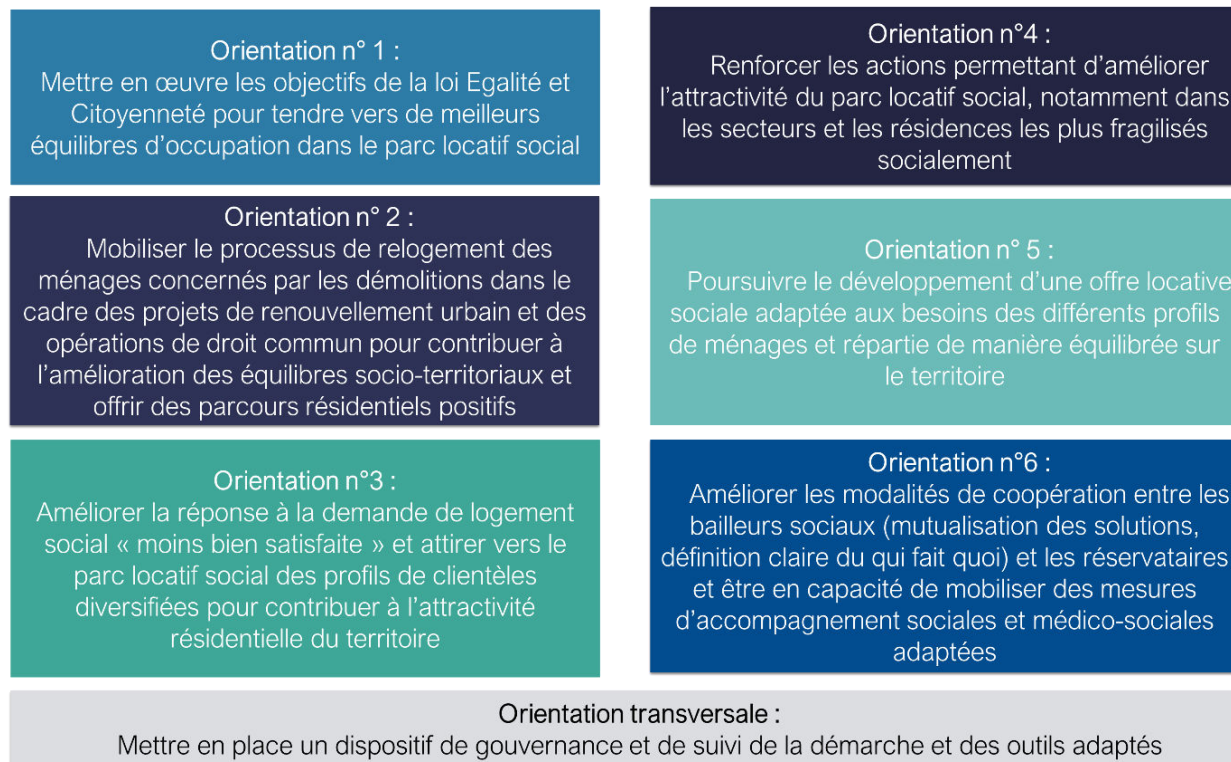 Orientation n° 1 :
Mettre en œuvre les objectifs de la loi Egalité et
Citoyenneté pour tendre vers de meilleurs
équilibres d'occupation dans le parc locatif social
Orientation n° 2 :
Mobiliser le processus de relogement des
ménages concernés par les démolitions dans le
cadre des projets de renouvellement urbain et des
opérations de droit commun pour contribuer à
l'amélioration des équilibres socio-territoriaux et
offrir des parcours résidentiels positifs
Orientation n°3 :
Améliorer la réponse à la demande de logement
social « moins bien satisfaite » et attirer vers le
parc locatif social des profils de clientèles
diversifiées pour contribuer à l'attractivité
résidentielle du territoire
Orientation n°4 :
Renforcer les actions permettant d'améliorer
l'attractivité du parc locatif social, notamment dans
les secteurs et les résidences les plus fragilisés
socialement
Orientation n° 5 :
Poursuivre le développement d'une offre locative
sociale adaptée aux besoins des différents profils
de ménages et répartie de manière équilibrée sur
le territoire
Orientation n°6 :
Améliorer les modalités de coopération entre les
bailleurs sociaux (mutualisation des solutions,
définition claire du qui fait quoi) et les réservataires
et être en capacité de mobiliser des mesures
d'accompagnement sociales et médico-sociales
adaptées
Orientation transversale :
Mettre en place un dispositif de gouvernance et de suivi de la démarche et des outils adaptés